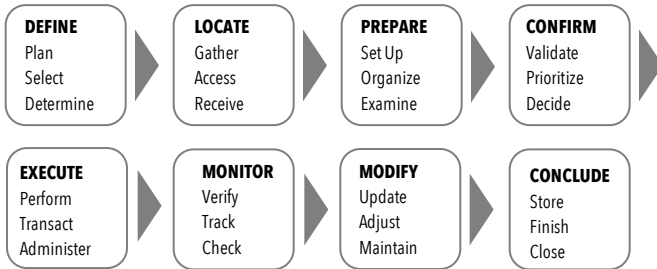 DEFINE
Plan
Select
Determine
LOCATE
Gather
Access
Receive
PREPARE
Set Up
Organize
Examine
CONFIRM
Validate
Prioritize
Decide
EXECUTE
Perform
Transact
Administer
MONITOR
Verify
Track
Check
MODIFY
Update
Adjust
Maintain
CONCLUDE
Store
Finish
Close